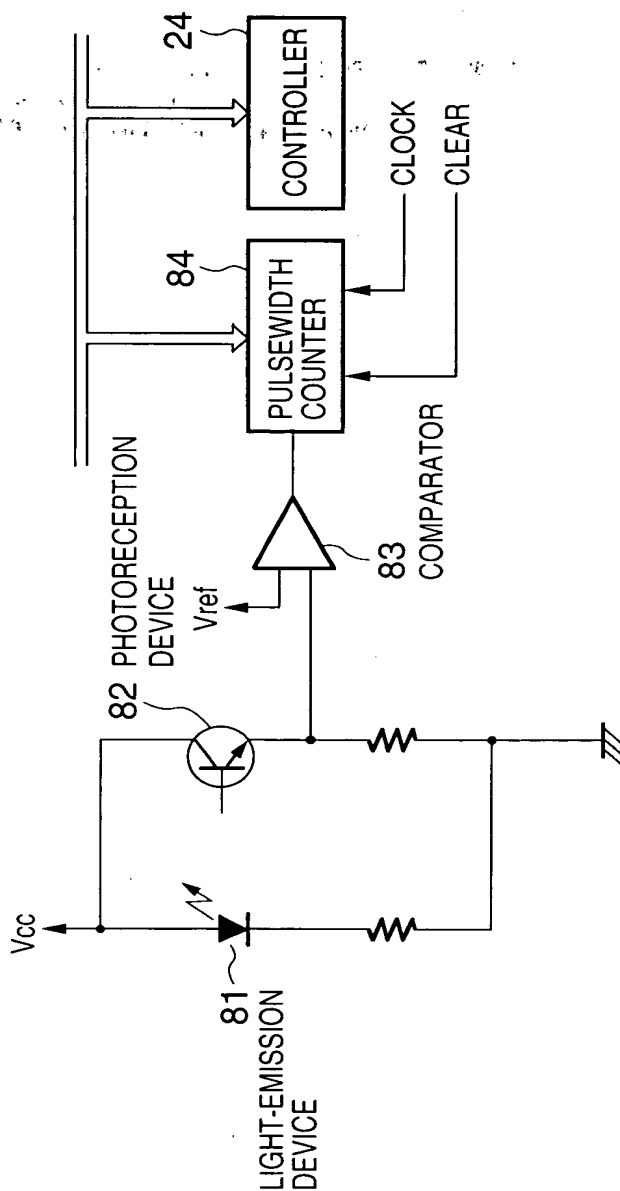 Vcc
81
LIGHT-EMISSION
DEVICE
82 PHOTORECEPTION
DEVICE
Vref
83
COMPARATOR
84
PULSEWIDTH
COUNTER
24
CONTROLLER
CLOCK
CLEAR